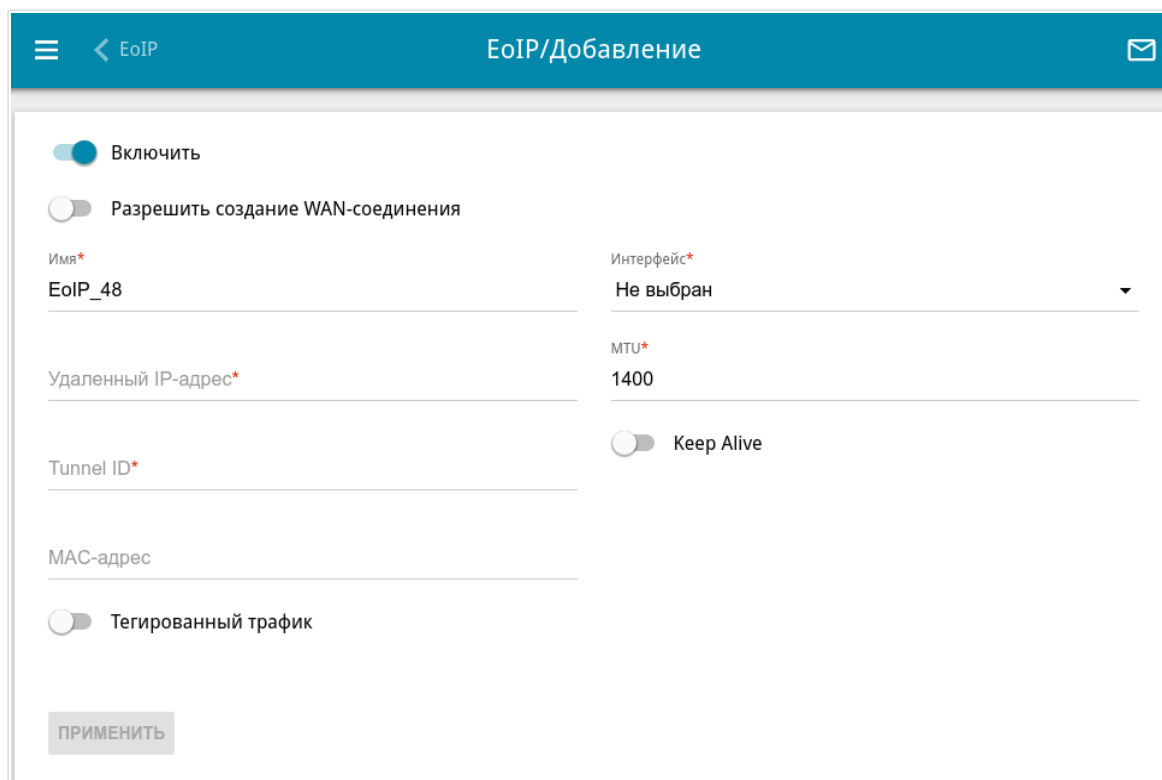 EoIP
EoIP/Добавление
Включить
Разрешить создание WAN-соединения
Имя*
EoIP_48
Интерфейс*
Не выбран
Удаленный IP-адрес*
MTU*
1400
Keep Alive
Tunnel ID*
MAC-адрес
Тегированный трафик
ПРИМЕНИТЬ